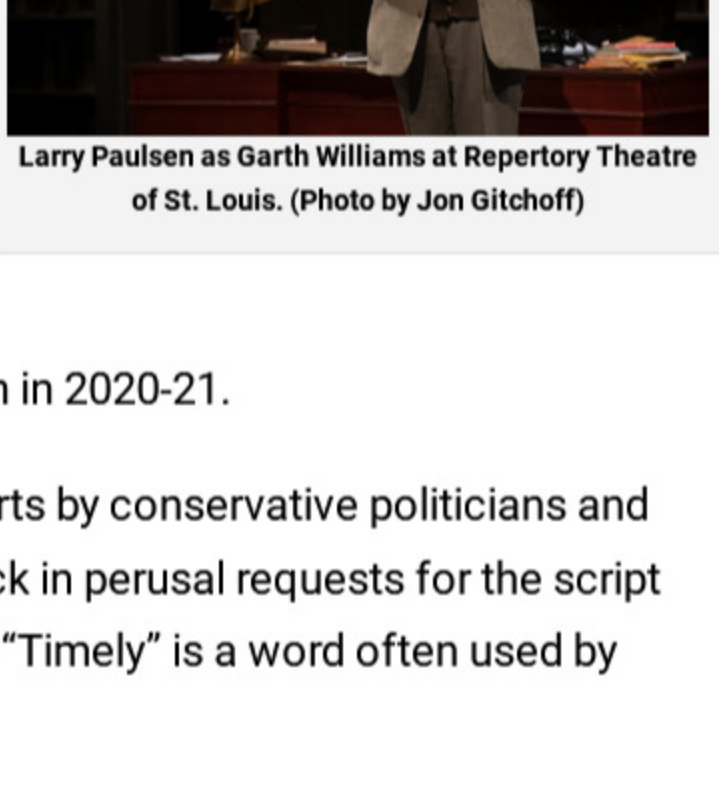 Larry Paulsen as Garth Williams at Repertory Theatre
of St. Louis. (Photo by Jon Gitchoff)
in 2020-21.
by conservative politicians and
in perusal requests for the script
“Timely” is a word often used by